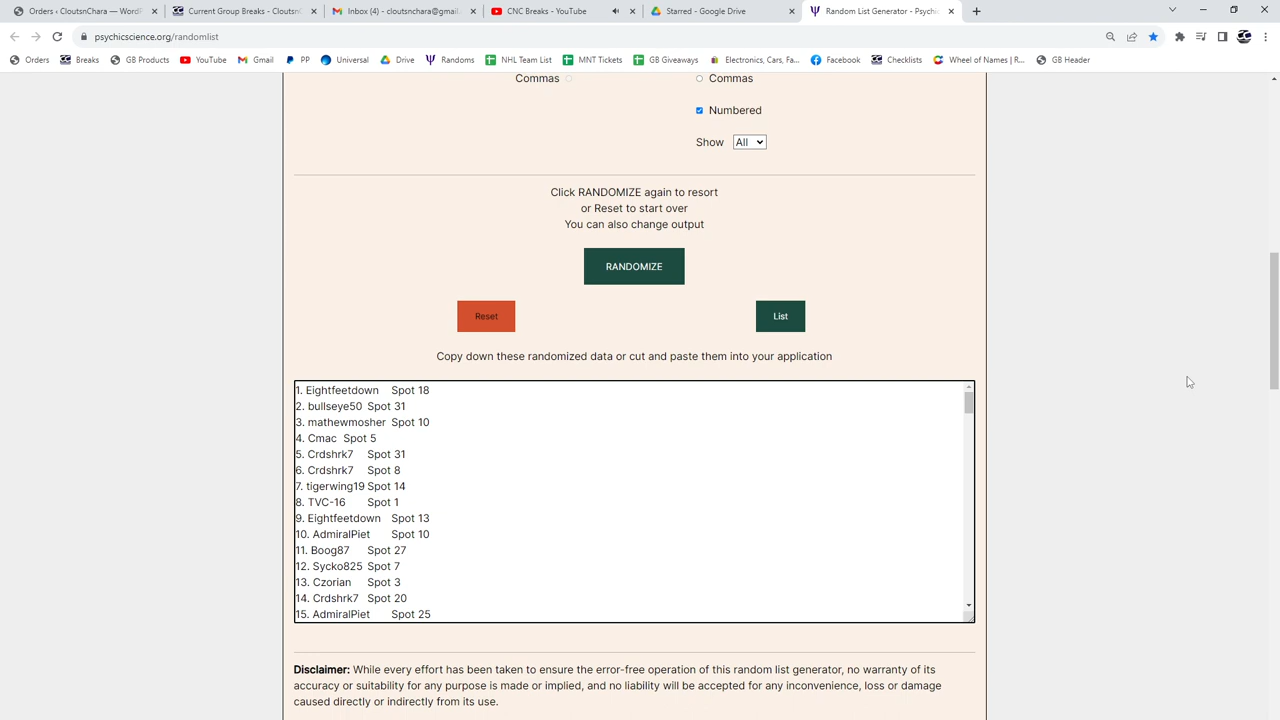 Orders ‹ CloutsnChara — WordP
Current Group Breaks - Cloutsn
Inbox (4) - cloutsnchara@gmail.
CNC Breaks - YouTube
Starred - Google Drive
Random List Generator - Psychic
psychicscience.org/randomlist
Orders
Breaks
GB Products
YouTube
Gmail
PP
Universal
Drive
Randoms
NHL Team List
MNT Tickets
GB Giveaways
Electronics, Cars, Fa...
Facebook
Checklists
Wheel of Names | R...
GB Header
Commas
Commas
Numbered
Show All
Click RANDOMIZE again to resort
or Reset to start over
You can also change output
RANDOMIZE
Reset
List
Copy down these randomized data or cut and paste them into your application
1. Eightfeetdown Spot 18
2. bullseye50 Spot 31
3. mathewmosher Spot 10
4. Cmac Spot 5
5. Crdshrk7 Spot 31
6. Crdshrk7 Spot 8
7. tigerwing19 Spot 14
8. TVC-16 Spot 1
9. Eightfeetdown Spot 13
10. AdmiralPiet Spot 10
11. Boog87 Spot 27
12. Sycko825 Spot 7
13. Czorian Spot 3
14. Crdshrk7 Spot 20
15. AdmiralPiet Spot 25
Disclaimer: While every effort has been taken to ensure the error-free operation of this random list generator, no warranty of its
accuracy or suitability for any purpose is made or implied, and no liability will be accepted for any inconvenience, loss or damage
caused directly or indirectly from its use.